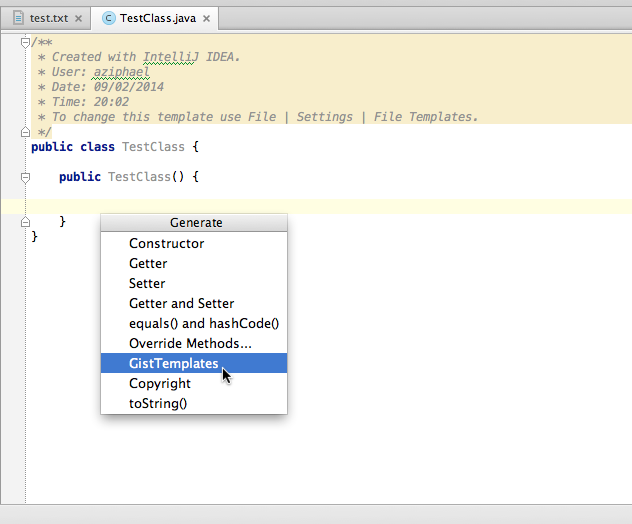 test.txt
TestClass.java
/**
* Created with IntelliJ IDEA.
* User: aziphael
* Date: 09/02/2014
* Time: 20:02
* To change this template use File | Settings | File Templates.
*/
public class TestClass {
public TestClass() {
}
}
Generate
Constructor
Getter
Setter
Getter and Setter
equals() and hashCode()
Override Methods...
GistTemplates
Copyright
toString()